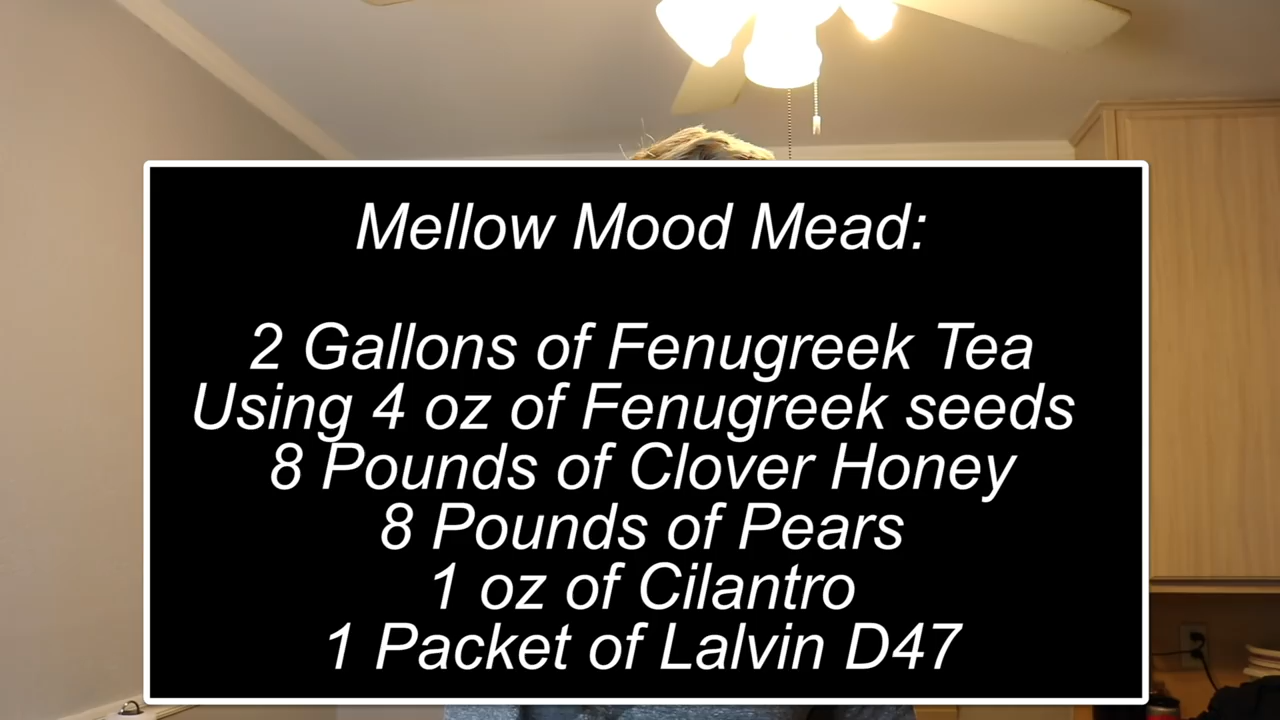 Mellow Mood Mead:
2 Gallons of Fenugreek Tea
Using 4 oz of Fenugreek seeds
8 Pounds of Clover Honey
8 Pounds of Pears
1 oz of Cilantro
1 Packet of Lalvin D47